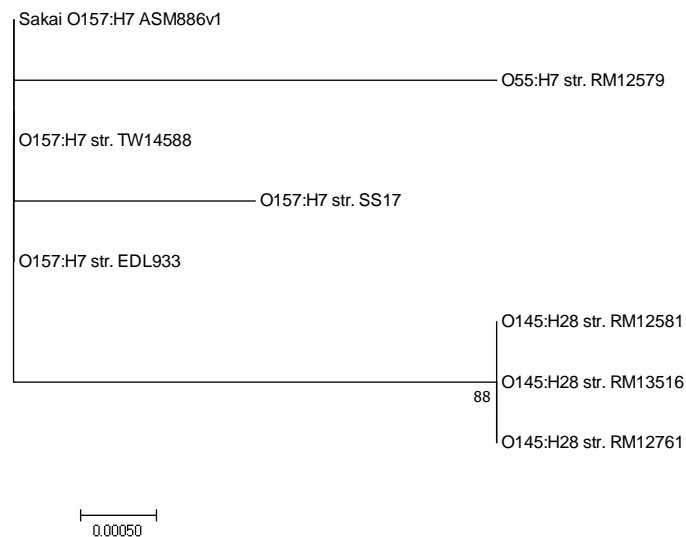 Sakai O157:H7 ASM886v1
O55:H7 str. RM12579
O157:H7 str. TW14588
O157:H7 str. SS17
O157:H7 str. EDL933
O145:H28 str. RM12581
O145:H28 str. RM13516
88
O145:H28 str. RM12761
0.00050